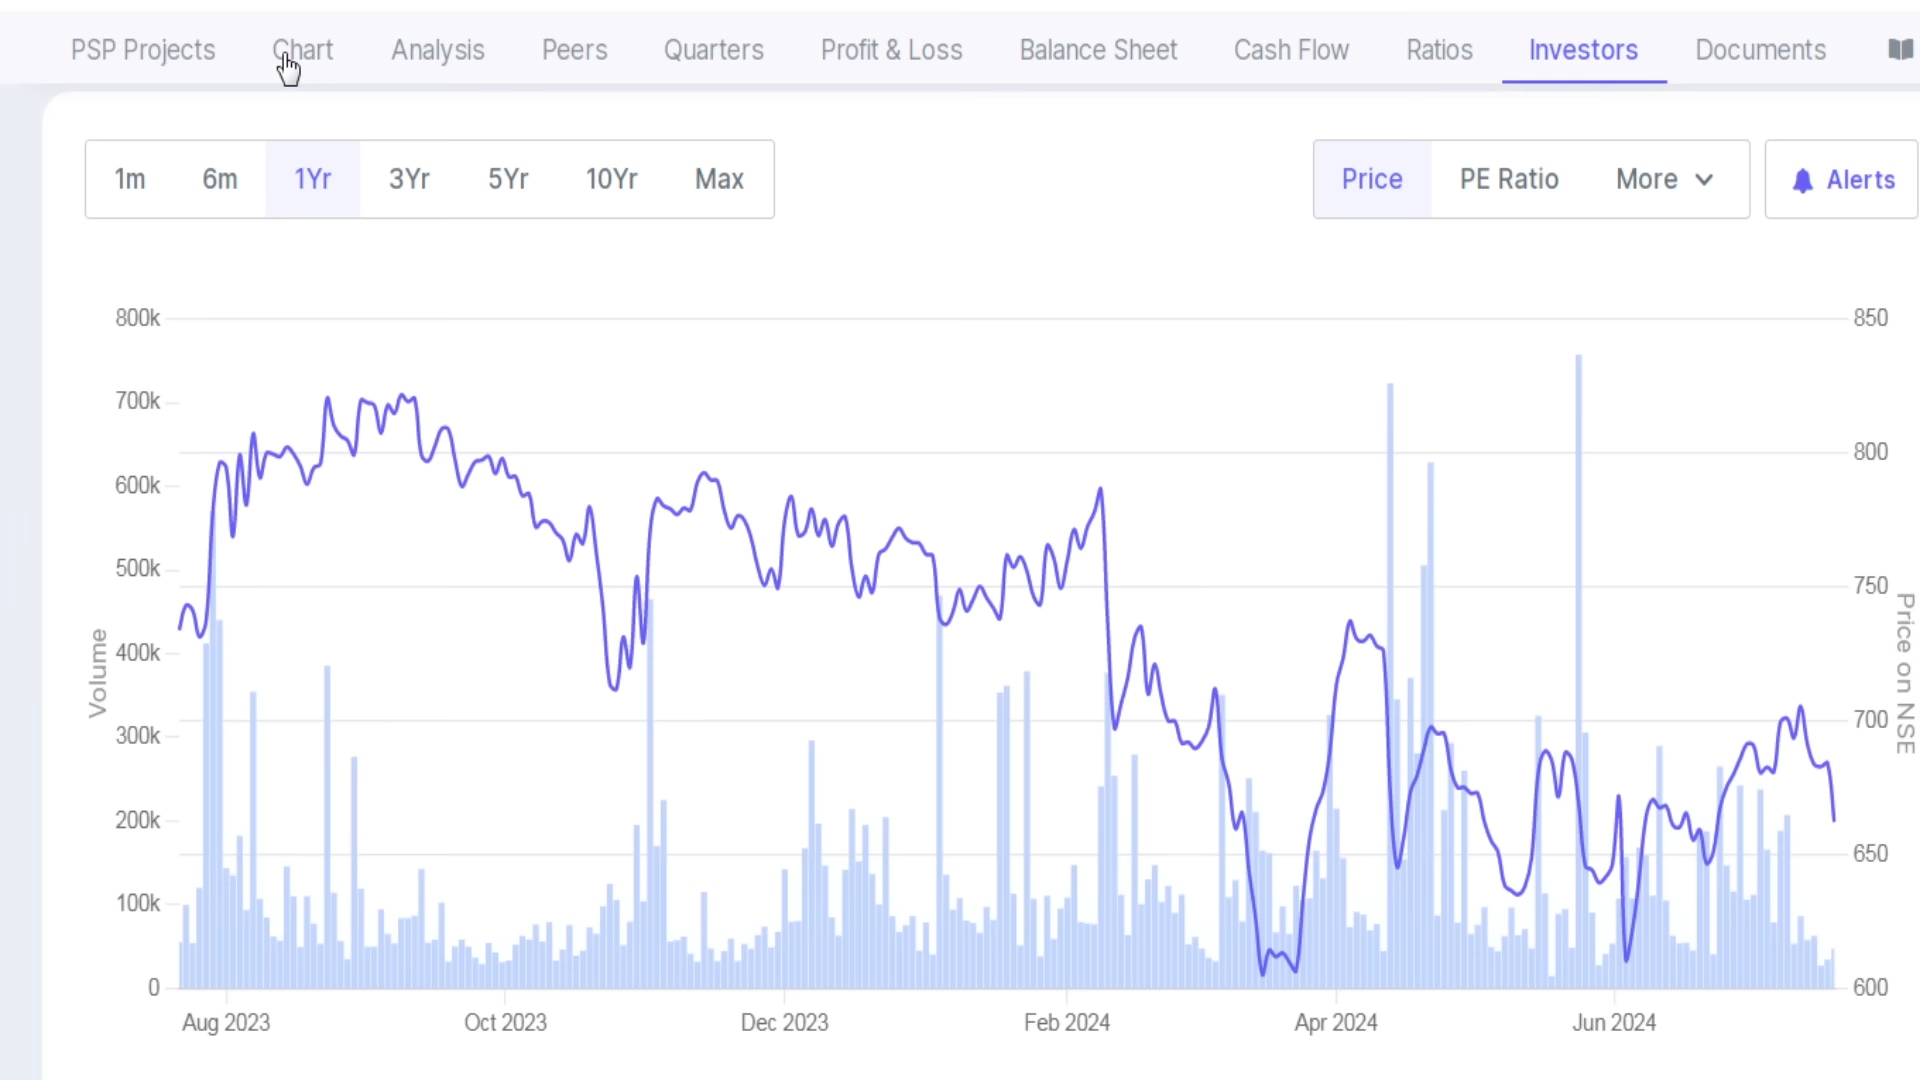 PSP Projects Chart Analysis Peers Quarters Profit & Loss Balance Sheet Cash Flow Ratios Investors Documents
1m 6m 1Yr 3Yr 5Yr 10Yr Max Price PE Ratio More Alerts
800k 850
700k
800
600k
500k
750
Volume
Price on NSE
400k
300k 700
200k
650
100k
0 600
Aug 2023 Oct 2023 Dec 2023 Feb 2024 Apr 2024 Jun 2024